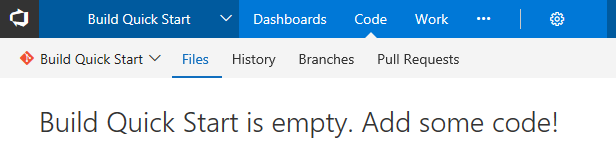 Build Quick Start Dashboards Code Work ...
Build Quick Start Files History Branches Pull Requests
Build Quick Start is empty. Add some code!